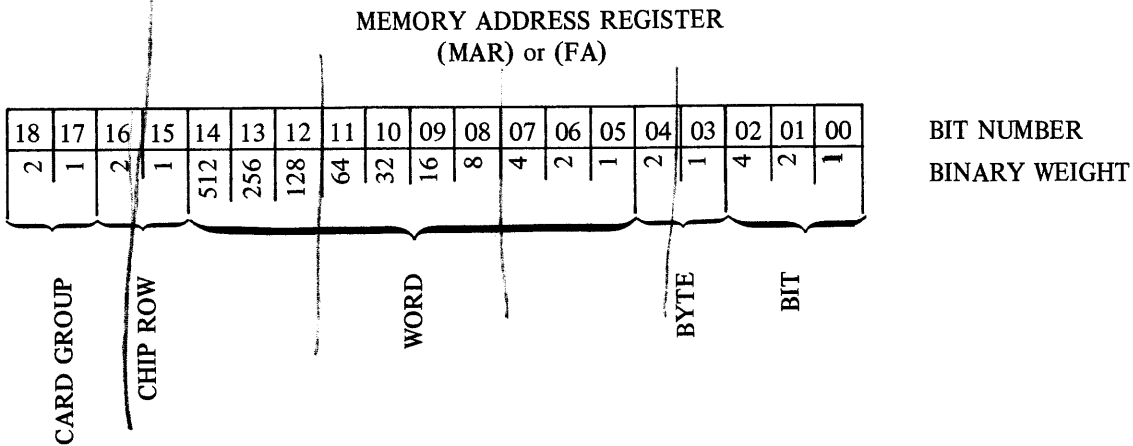 MEMORY ADDRESS REGISTER
(MAR) or (FA)
18 17 16 15 14 13 12 11 10 09 08 07 06 05 04 03 02 01 00 BIT NUMBER
2 1 2 1 512 256 128 64 32 16 8 4 2 1 2 1 4 2 1 BINARY WEIGHT
CARD GROUP
CHIP ROW
WORD
BYTE
BIT